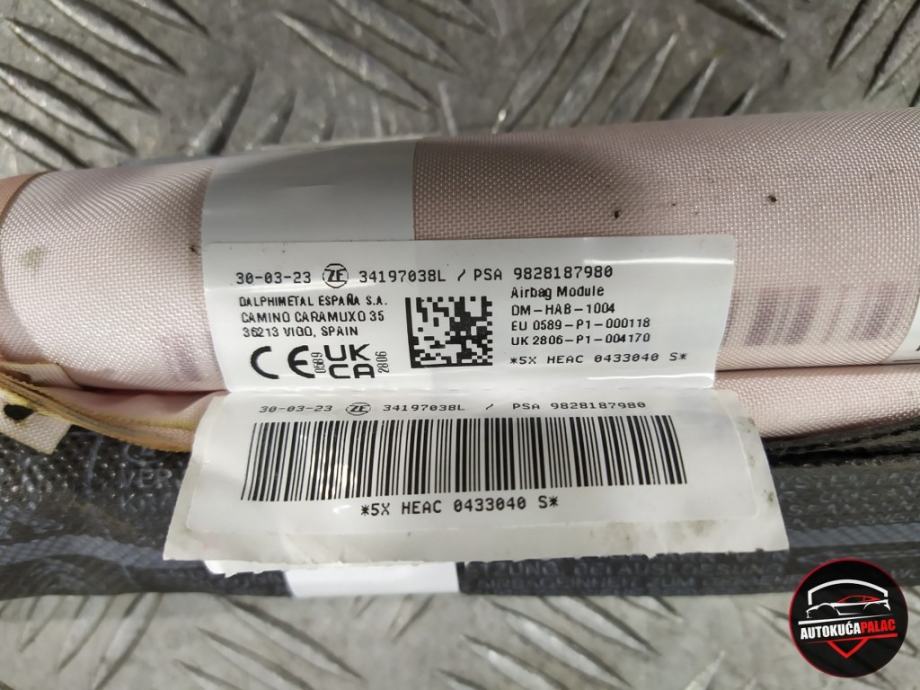 30-03-23 ZF 34197038L / PSA 9828187980
DALPHIMETAL ESPAÑA S.A.
CAMINO CARAMUXO 35
36213 VIGO, SPAIN
Airbag Module
DM-HAB-1004
EU 0589-P1-000118
UK 2806-P1-004170
*5X HEAC 0433040 S*
CE 0589 UK CA 2806
30-03-23 ZF 34197038L / PSA 9828187980
*5X HEAC 0433040 S*
AUTOKUĆA PALAC